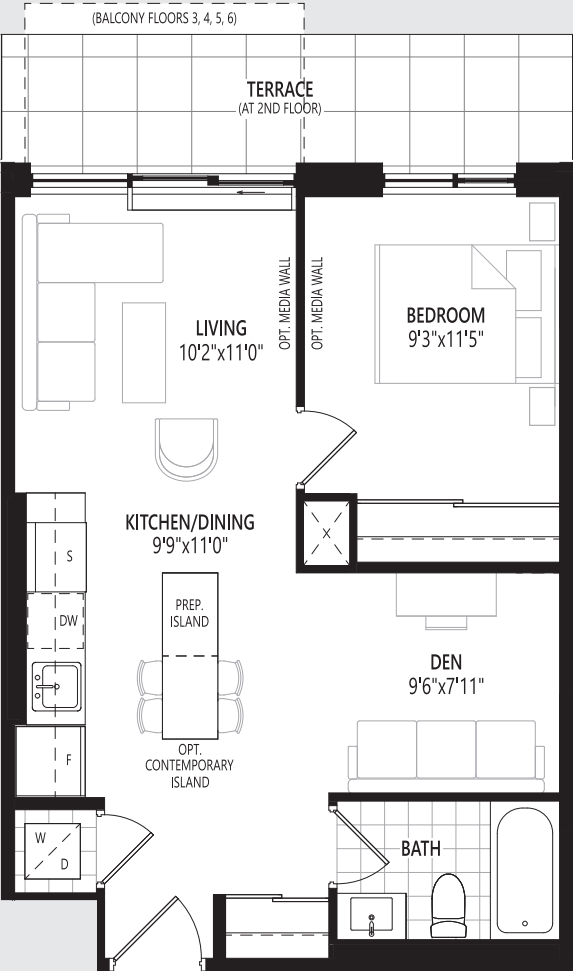 (BALCONY FLOORS 3, 4, 5, 6)
TERRACE
(AT 2ND FLOOR)
LIVING
10'2"x11'0"
OPT. MEDIA WALL
OPT. MEDIA WALL
BEDROOM
9'3"x11'5"
KITCHEN/DINING
9'9"x11'0"
X
S
DW
PREP.
ISLAND
DEN
9'6"x7'11"
OPT.
CONTEMPORARY
ISLAND
F
W
D
BATH